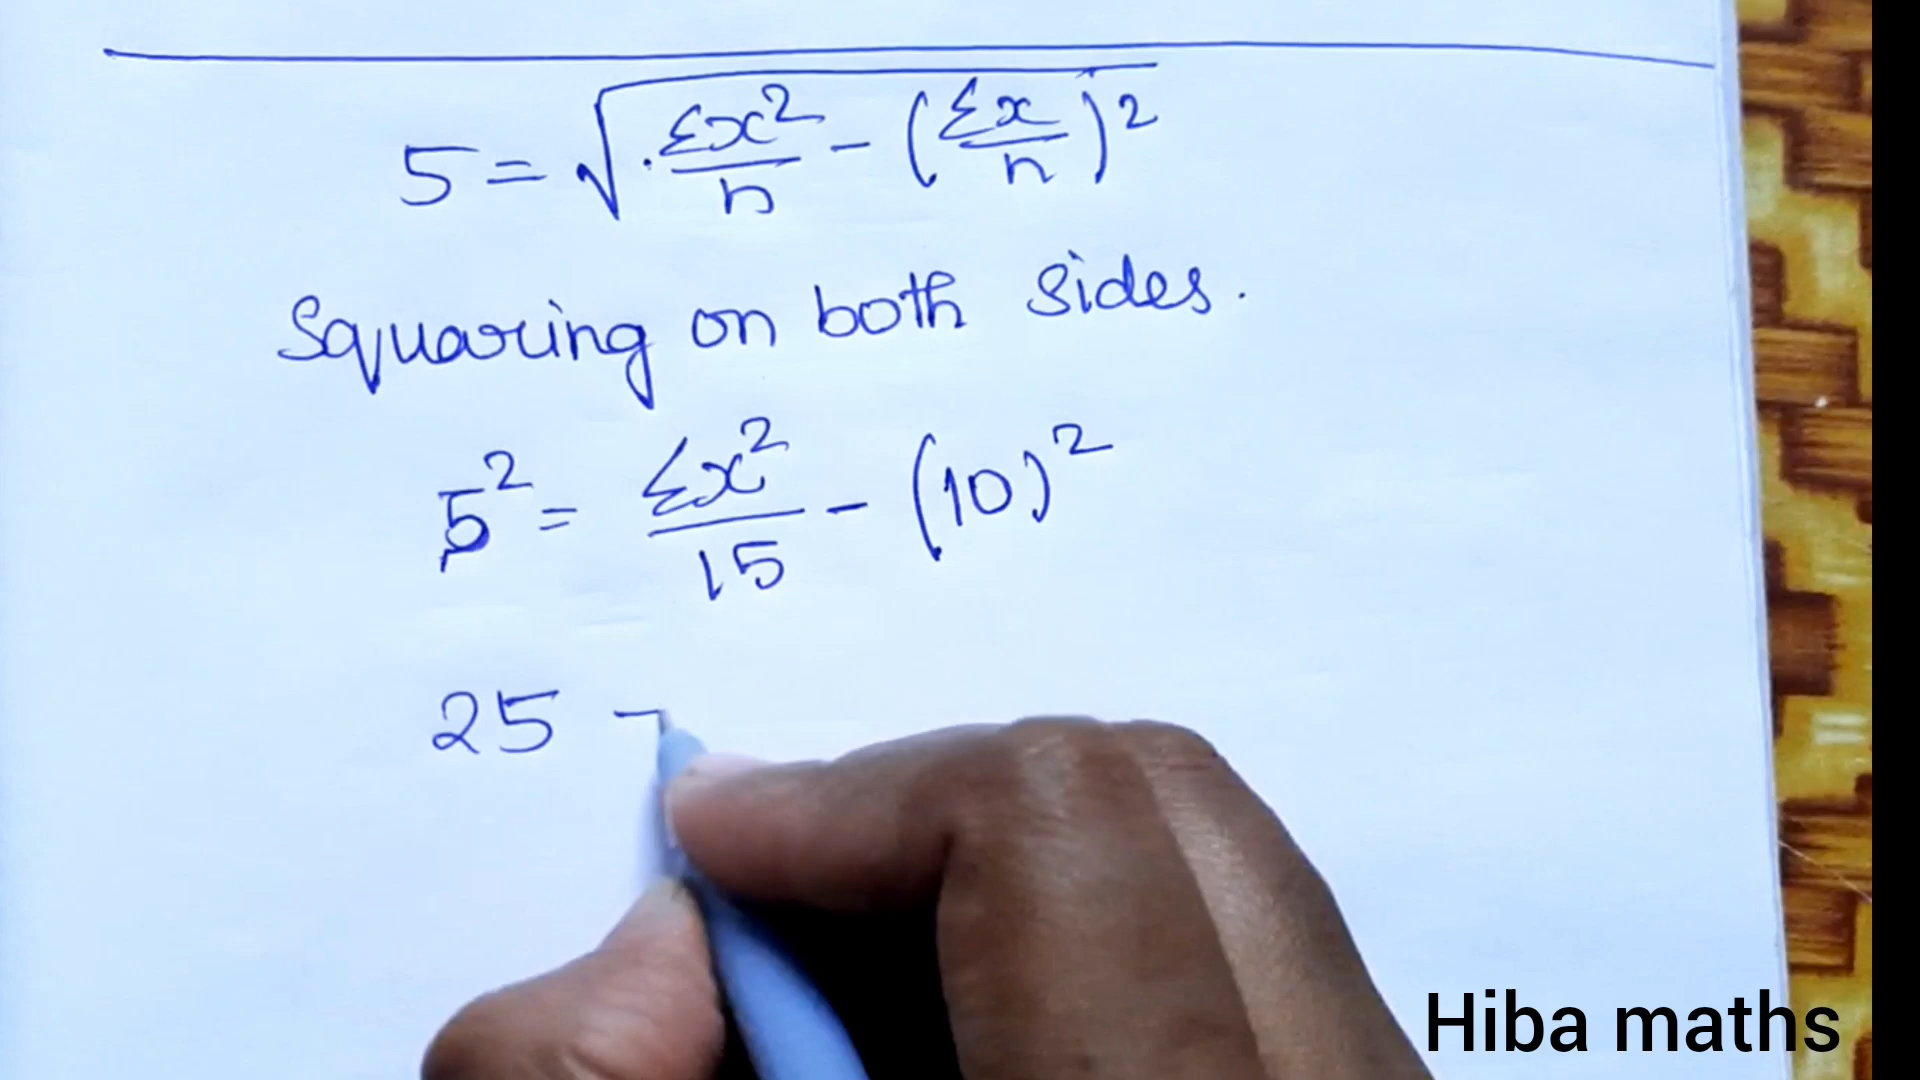 5 = √Σx²/n - (Σx/n)²
Squaring on both sides.
5² = Σx²/15 - (10)²
25 -
Hiba maths